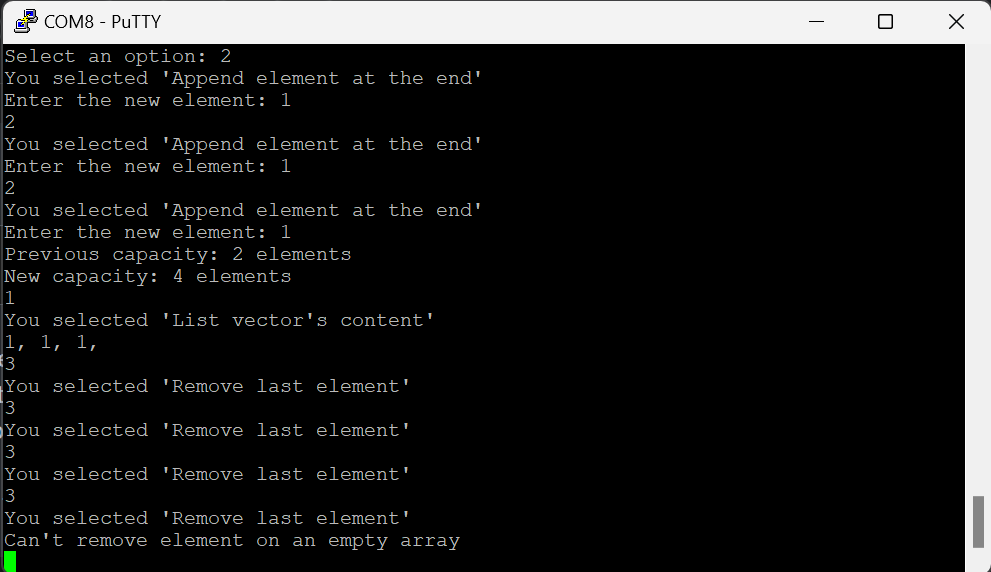 COM8 - PuTTY
Select an option: 2
You selected 'Append element at the end'
Enter the new element: 1
2
You selected 'Append element at the end'
Enter the new element: 1
2
You selected 'Append element at the end'
Enter the new element: 1
Previous capacity: 2 elements
New capacity: 4 elements
1
You selected 'List vector's content'
1, 1, 1,
3
You selected 'Remove last element'
3
You selected 'Remove last element'
3
You selected 'Remove last element'
3
You selected 'Remove last element'
Can't remove element on an empty array